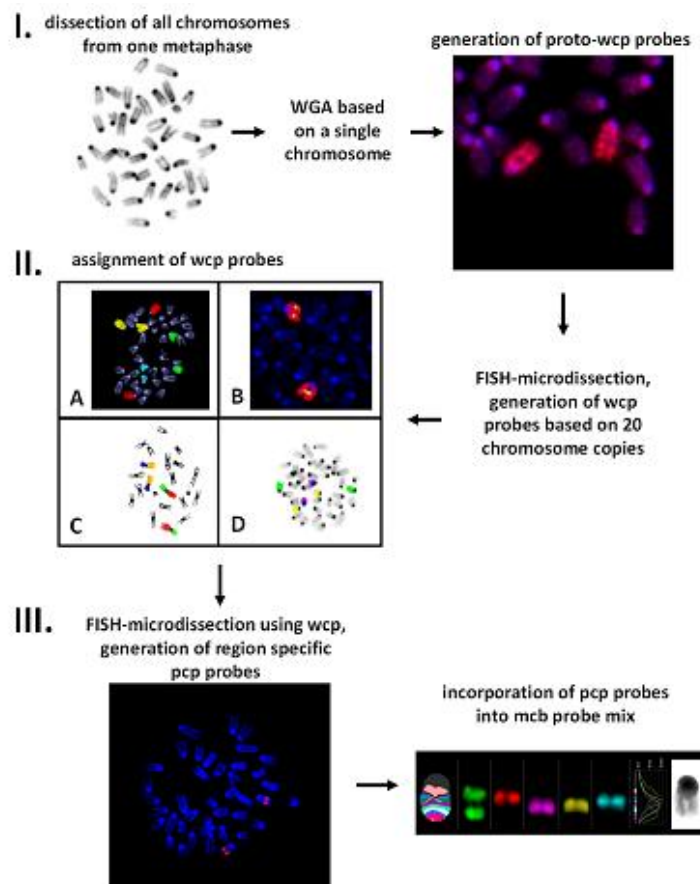 I.
dissection of all chromosomes
from one metaphase
WGA based
on a single
chromosome
generation of proto-wcp probes
II.
assignment of wcp probes
A
B
C
D
FISH-microdissection,
generation of wcp
probes based on 20
chromosome copies
III.
FISH-microdissection using wcp,
generation of region specific
pcp probes
incorporation of pcp probes
into mcb probe mix